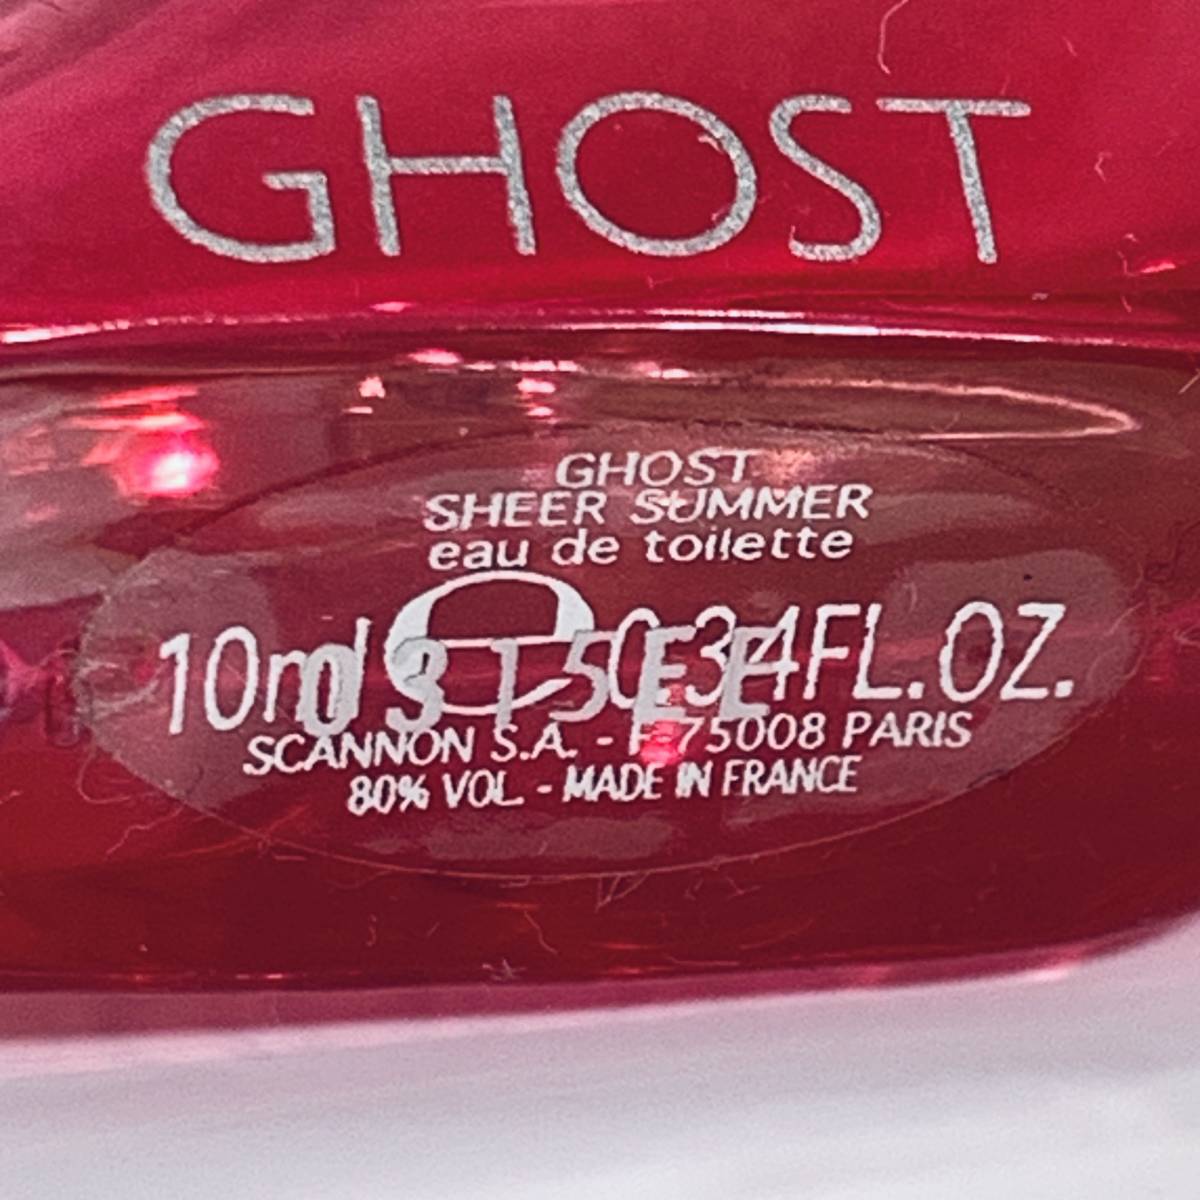 GHOST
GHOST
SHEER SUMMER
eau de toilette
10ml ℮ 0.34FL.OZ.
SCANNON S.A. - F-75008 PARIS
80% VOL. - MADE IN FRANCE